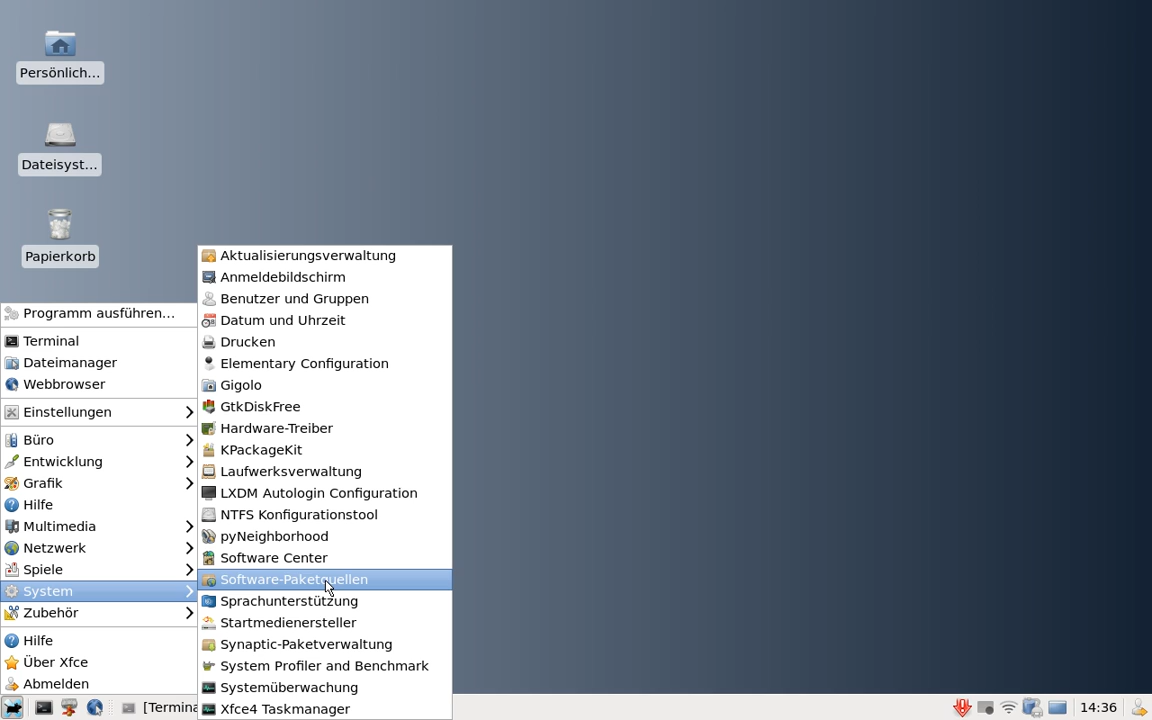 Persönlich...
Dateisyst...
Papierkorb
Programm ausführen...
Terminal
Dateimanager
Webbrowser
Einstellungen
Büro
Entwicklung
Grafik
Hilfe
Multimedia
Netzwerk
Spiele
System
Zubehör
Hilfe
Über Xfce
Abmelden
Aktualisierungsverwaltung
Anmeldebildschirm
Benutzer und Gruppen
Datum und Uhrzeit
Drucken
Elementary Configuration
Gigolo
GtkDiskFree
Hardware-Treiber
KPackageKit
Laufwerksverwaltung
LXDM Autologin Configuration
NTFS Konfigurationstool
pyNeighborhood
Software Center
Software-Paketquellen
Sprachunterstützung
Startmedienersteller
Synaptic-Paketverwaltung
System Profiler and Benchmark
Systemüberwachung
Xfce4 Taskmanager
[Termina
14:36